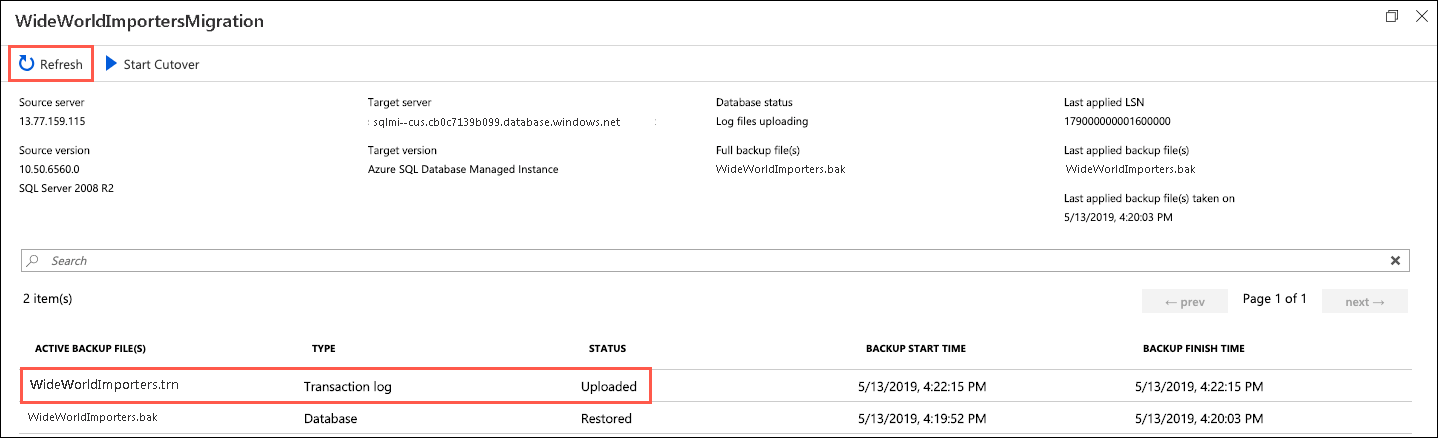 WideWorldImportersMigration
Refresh Start Cutover
Source server Target server Database status Last applied LSN
13.77.159.115 : sqlmi--cus.cb0c7139b099.database.windows.net : Log files uploading 179000000001600000
Source version Target version Full backup file(s) Last applied backup file(s)
10.50.6560.0 Azure SQL Database Managed Instance WideWorldImporters.bak WideWorldImporters.bak
SQL Server 2008 R2
Last applied backup file(s) taken on
5/13/2019, 4:20:03 PM
Search
2 item(s) ← prev Page 1 of 1 next →
ACTIVE BACKUP FILE(S) TYPE STATUS BACKUP START TIME BACKUP FINISH TIME
WideWorldImporters.trn Transaction log Uploaded 5/13/2019, 4:22:15 PM 5/13/2019, 4:22:15 PM
WideWorldImporters.bak Database Restored 5/13/2019, 4:19:52 PM 5/13/2019, 4:20:03 PM